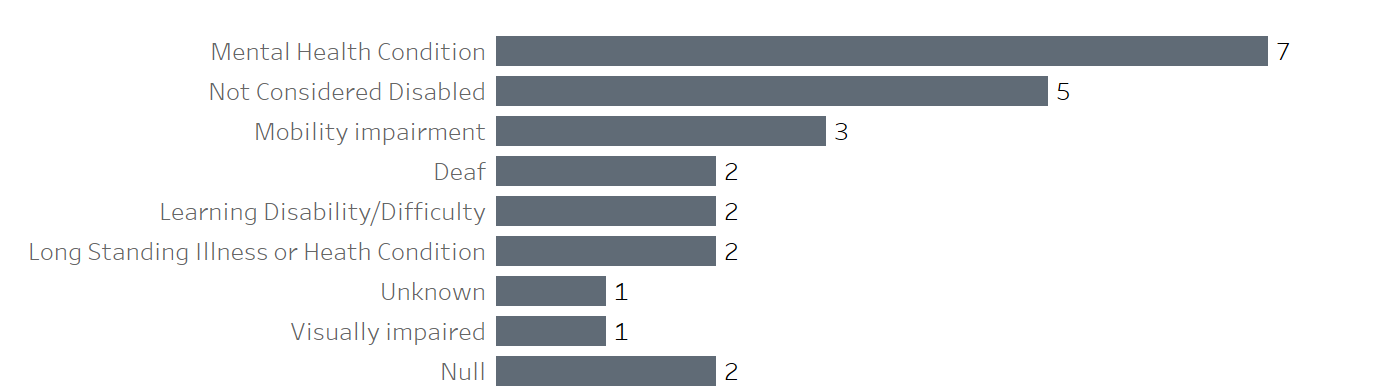 Mental Health Condition 7
Not Considered Disabled 5
Mobility impairment 3
Deaf 2
Learning Disability/Difficulty 2
Long Standing Illness or Heath Condition 2
Unknown 1
Visually impaired 1
Null 2